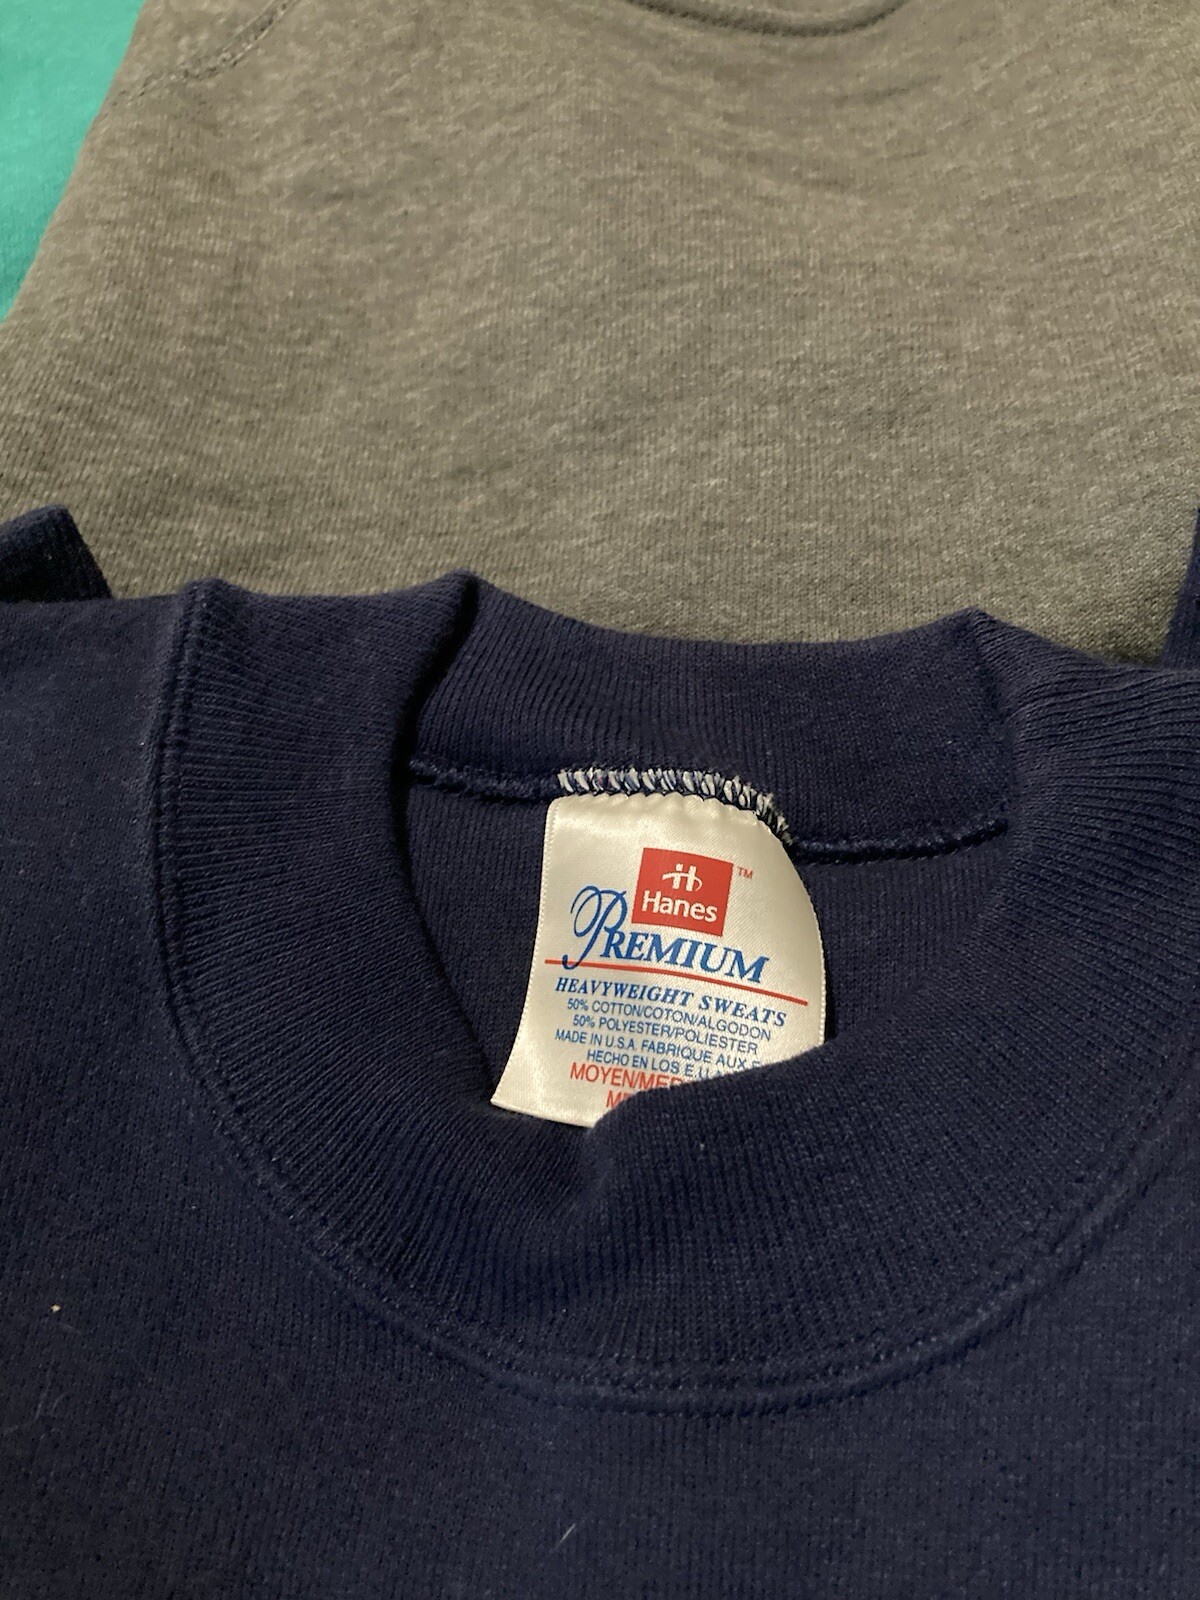 Hanes
TM
PREMIUM
HEAVYWEIGHT SWEATS
50% COTTON/COTON/ALGODON
50% POLYESTER/POLIESTER
MADE IN U.S.A. FABRIQUE AUX
HECHO EN LOS E.U.
MOYEN/